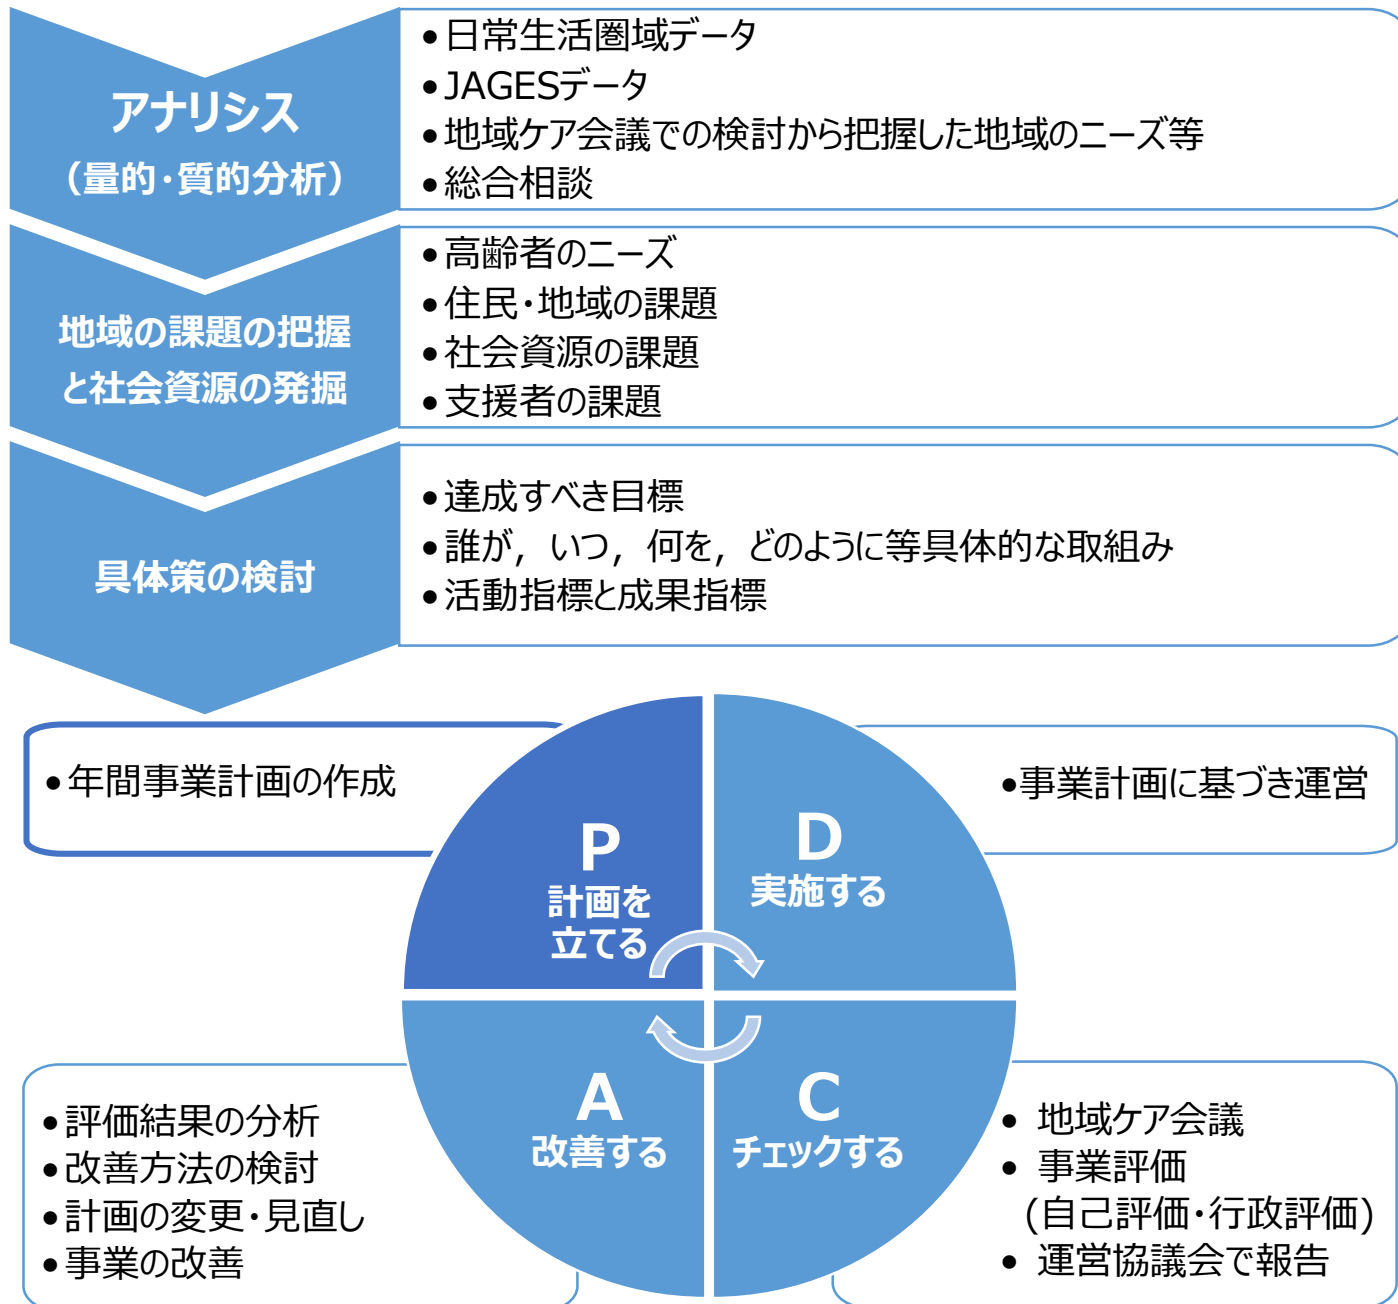 アナリシス
（量的・質的分析）
•日常生活圏域データ
•JAGESデータ
•地域ケア会議での検討から把握した地域のニーズ等
•総合相談
地域の課題の把握
と社会資源の発掘
•高齢者のニーズ
•住民・地域の課題
•社会資源の課題
•支援者の課題
具体策の検討
•達成すべき目標
•誰が，いつ，何を，どのように等具体的な取組み
•活動指標と成果指標
•年間事業計画の作成
P
計画を
立てる
D
実施する
•事業計画に基づき運営
A
改善する
•評価結果の分析
•改善方法の検討
•計画の変更・見直し
•事業の改善
C
チェックする
• 地域ケア会議
• 事業評価
(自己評価・行政評価)
• 運営協議会で報告